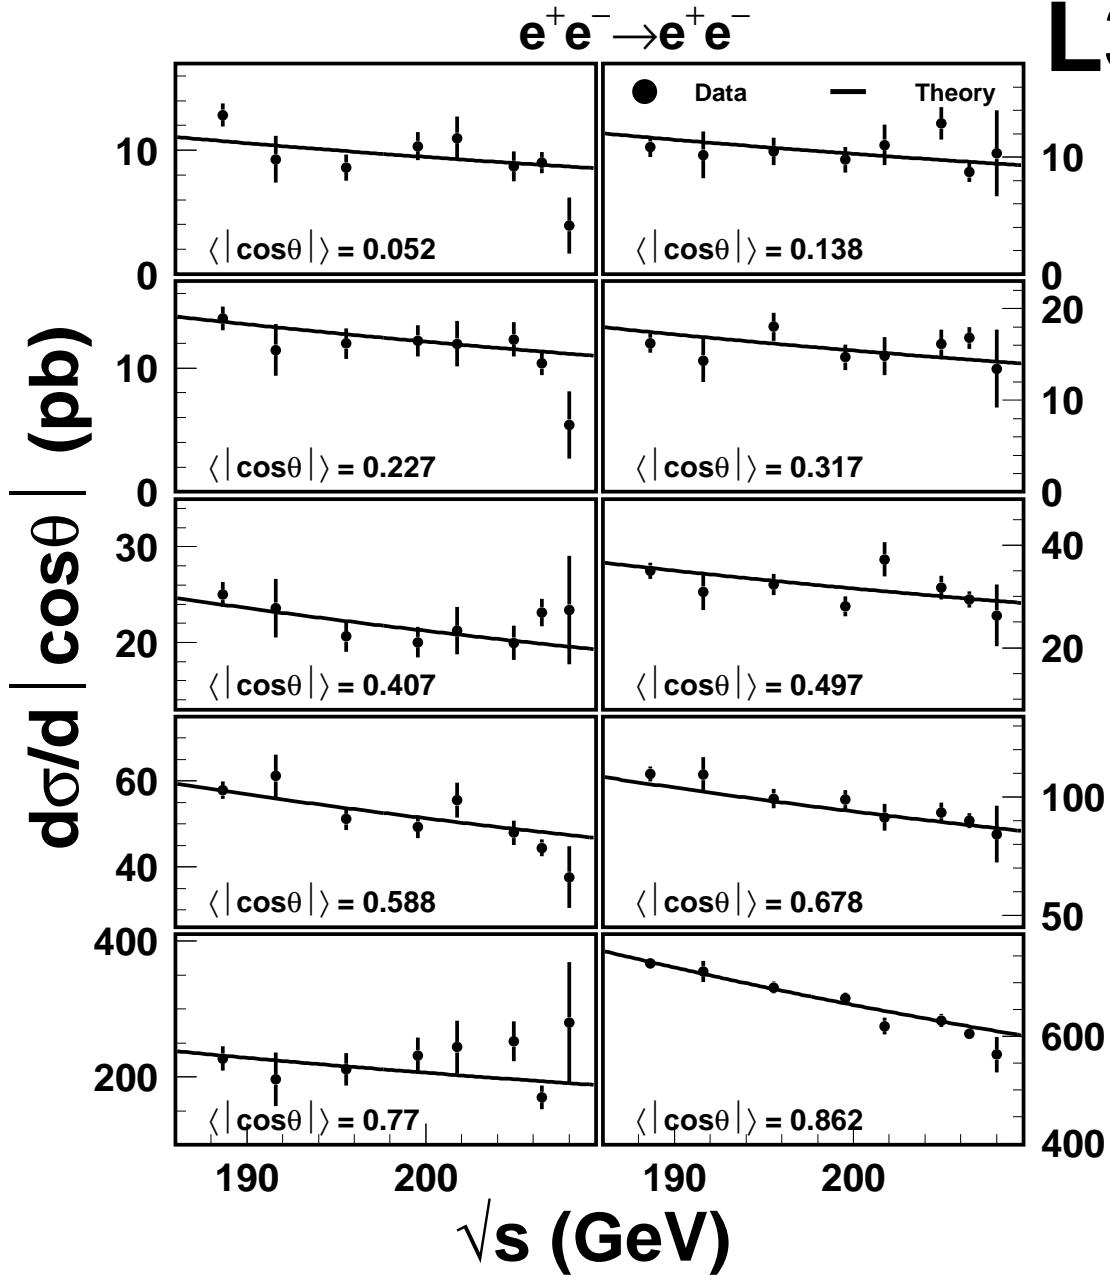 e⁺e⁻→e⁺e⁻
L3
Data
Theory
10
0
⟨|cosθ|⟩ = 0.052
⟨|cosθ|⟩ = 0.138
10
0
10
0
⟨|cosθ|⟩ = 0.227
⟨|cosθ|⟩ = 0.317
20
10
0
30
20
⟨|cosθ|⟩ = 0.407
⟨|cosθ|⟩ = 0.497
40
20
60
40
⟨|cosθ|⟩ = 0.588
⟨|cosθ|⟩ = 0.678
100
50
400
200
⟨|cosθ|⟩ = 0.77
⟨|cosθ|⟩ = 0.862
600
400
190
200
190
200
√s (GeV)
dσ/d|cosθ| (pb)